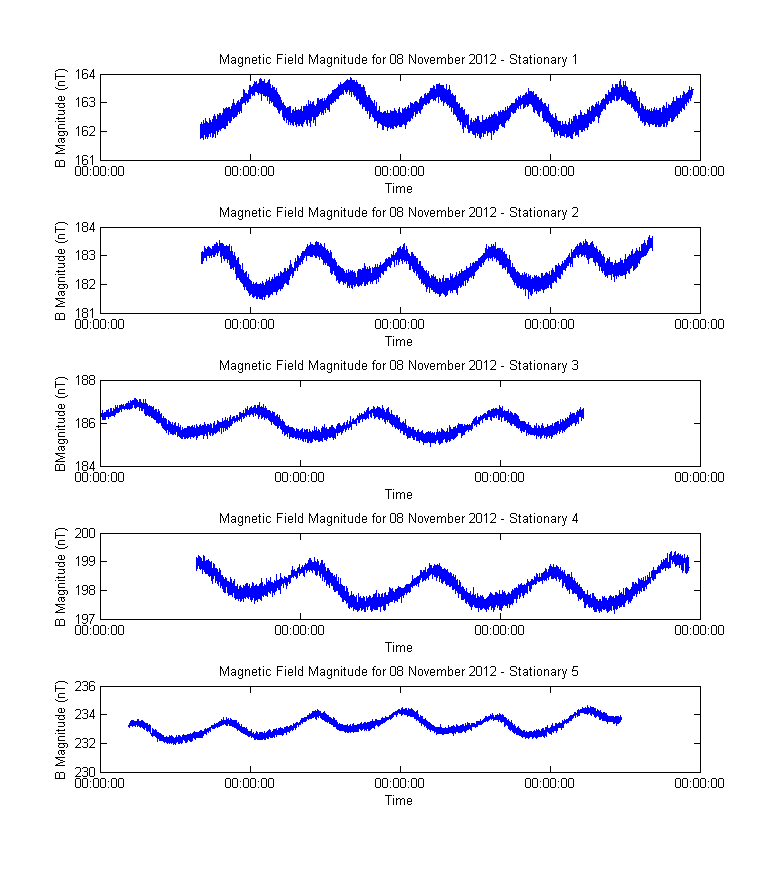 Magnetic Field Magnitude for 08 November 2012 - Stationary 1
B Magnitude (nT)
164
163
162
161
00:00:00 00:00:00 00:00:00 00:00:00 00:00:00
Time
Magnetic Field Magnitude for 08 November 2012 - Stationary 2
B Magnitude (nT)
184
183
182
181
00:00:00 00:00:00 00:00:00 00:00:00 00:00:00
Time
Magnetic Field Magnitude for 08 November 2012 - Stationary 3
BMagnitude (nT)
188
186
184
00:00:00 00:00:00 00:00:00 00:00:00
Time
Magnetic Field Magnitude for 08 November 2012 - Stationary 4
B Magnitude (nT)
200
199
198
197
00:00:00 00:00:00 00:00:00 00:00:00
Time
Magnetic Field Magnitude for 08 November 2012 - Stationary 5
B Magnitude (nT)
236
234
232
230
00:00:00 00:00:00 00:00:00 00:00:00 00:00:00
Time